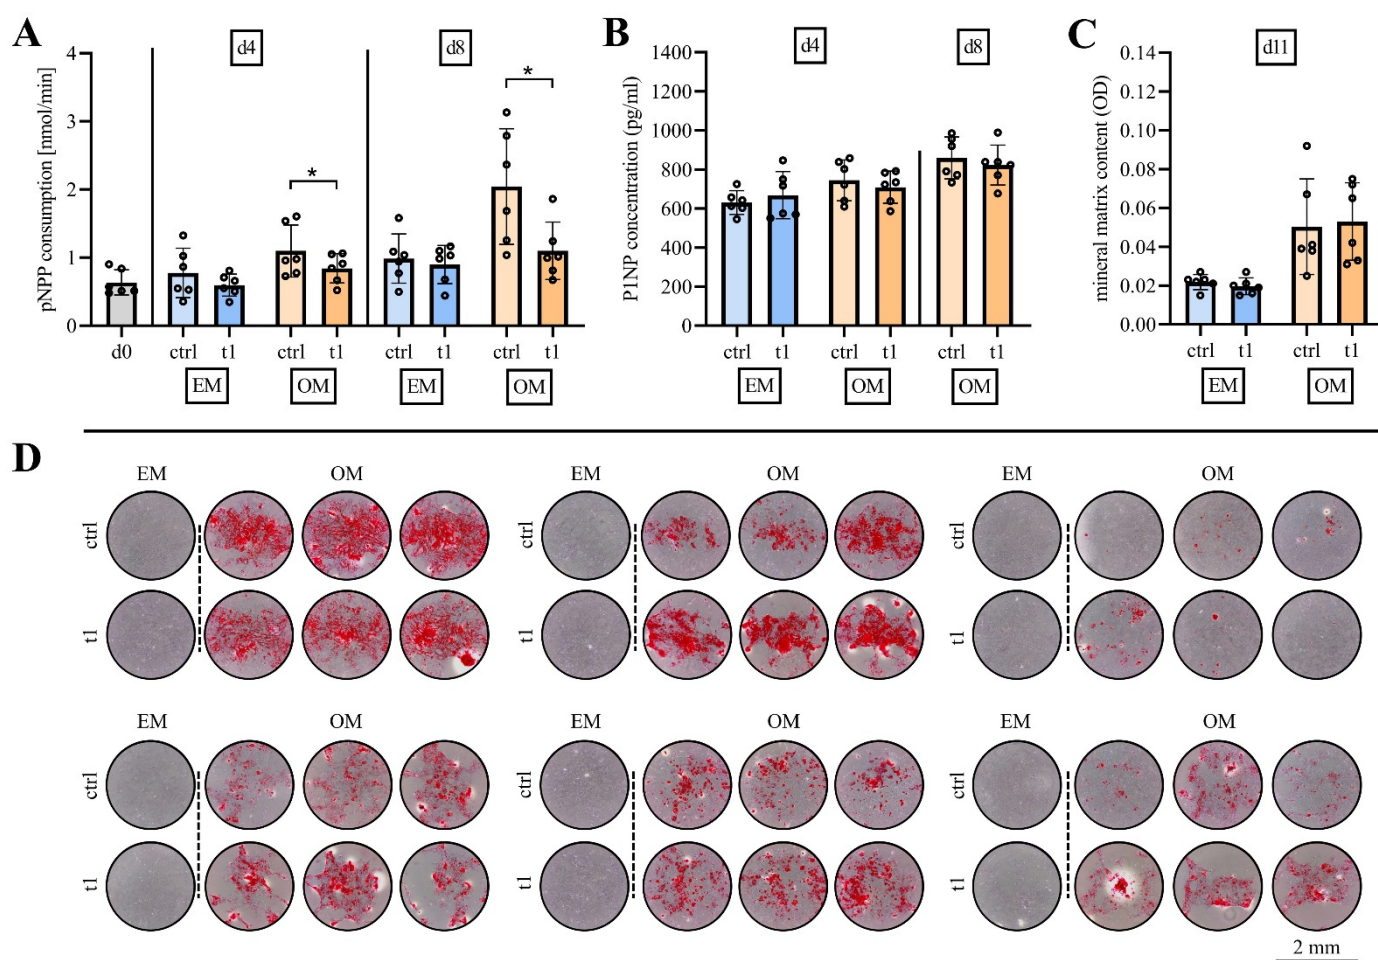 A
d4
d8
pNPP consumption [nmol/min]
4
3
2
1
0
*
*
d0
ctrl
t1
ctrl
t1
ctrl
t1
ctrl
t1
EM
OM
EM
OM
B
d4
d8
P1NP concentration (pg/ml)
1400
1200
1000
800
600
400
200
0
ctrl
t1
ctrl
t1
ctrl
t1
EM
OM
OM
C
d11
mineral matrix content (OD)
0.14
0.12
0.10
0.08
0.06
0.04
0.02
0.00
ctrl
t1
ctrl
t1
EM
OM
D
EM OM
ctrl
t1
EM OM
ctrl
t1
EM OM
ctrl
t1
EM OM
ctrl
t1
EM OM
ctrl
t1
EM OM
ctrl
t1
2 mm